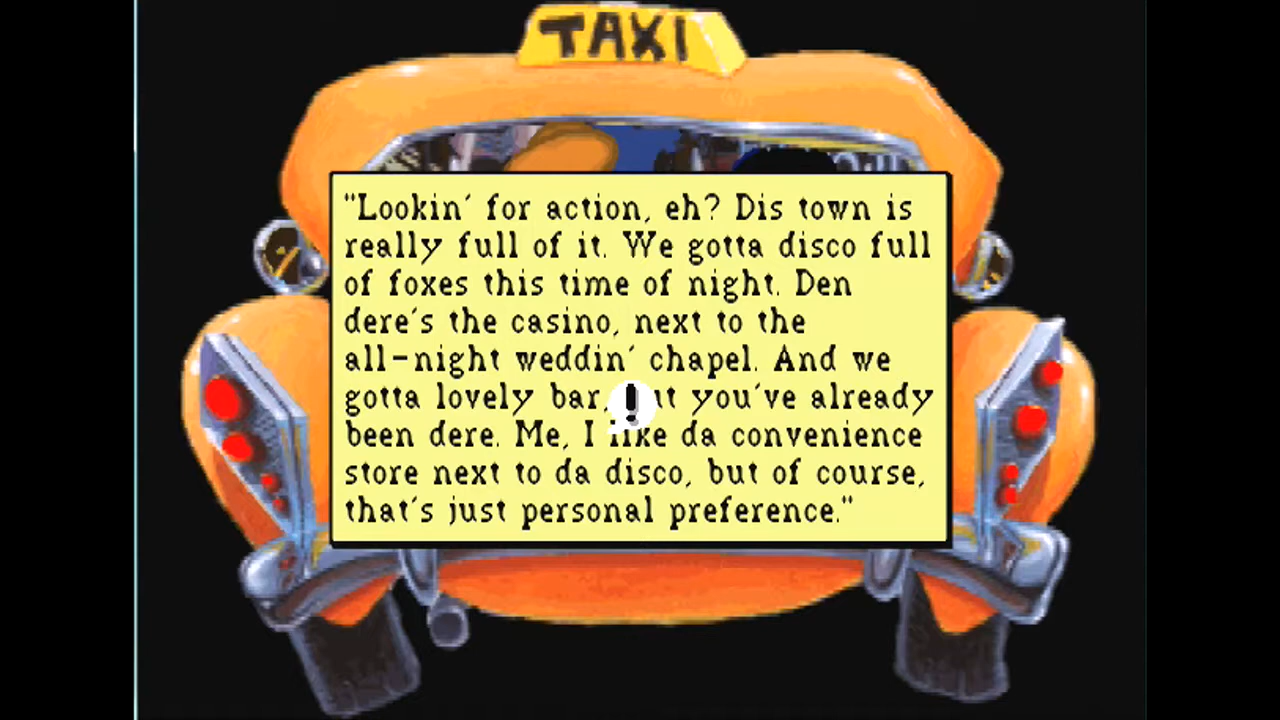 TAXI
"Lookin' for action, eh? Dis town is
really full of it. We gotta disco full
of foxes this time of night. Den
dere's the casino, next to the
all-night weddin' chapel. And we
gotta lovely bar, you've already
been dere. Me, I like da convenience
store next to da disco, but of course,
that's just personal preference."
!